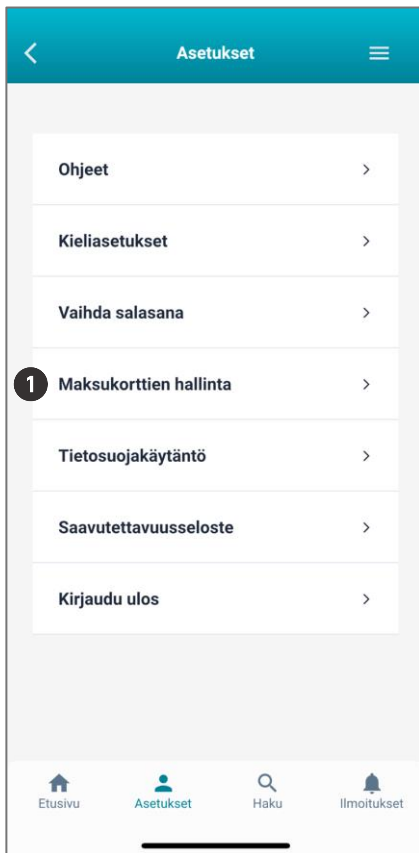 Asetukset
Ohjeet
Kieliasetukset
Vaihda salasana
1 Maksukorttien hallinta
Tietosuojakäytäntö
Saavutettavuusseloste
Kirjaudu ulos
Etusivu Asetukset Haku Ilmoitukset